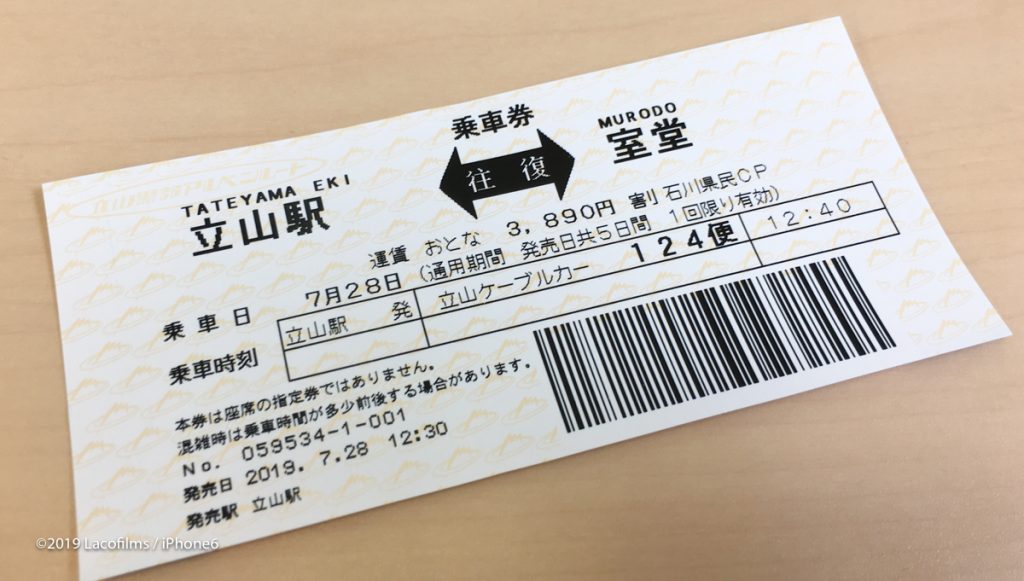 乗車券
TATEYAMA EKI
立山駅
往復
MURODO
室堂
運賃 おとな 3,890円 割 石川県民CP
乗車日 7月28日 (通用期間 発売日共5日間 1回限り有効)
乗車時刻 立山駅 発 立山ケーブルカー 124便 12:40
本券は座席の指定券ではありません。
混雑時は乗車時間が多少前後する場合があります。
No. 059534-1-001
発売日 2019. 7.28 12:30
発売駅 立山駅
©2019 Lacofilms / iPhone6